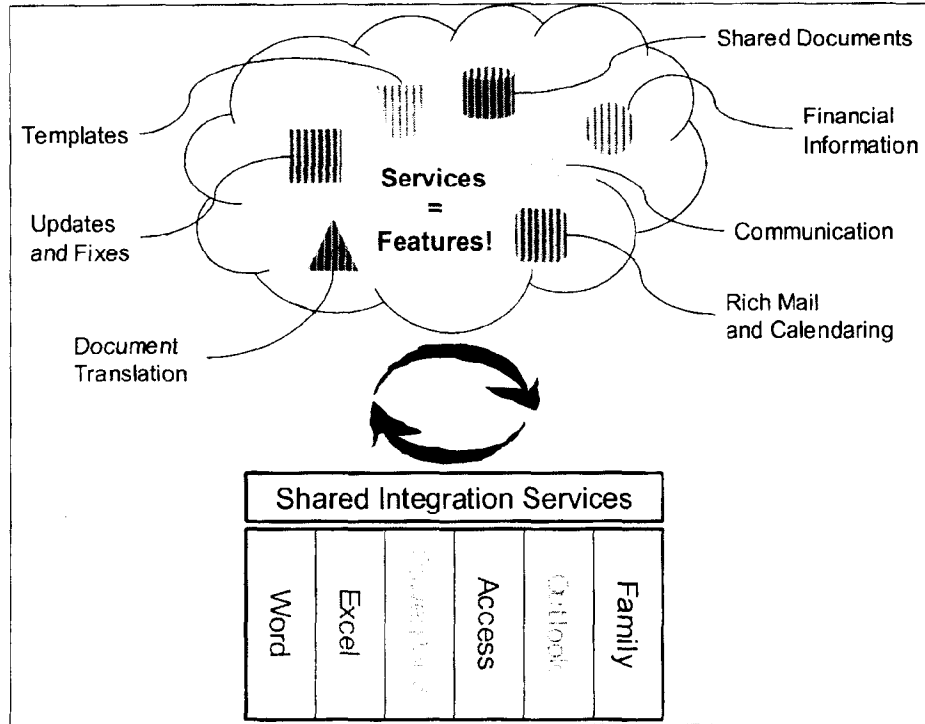 Shared Documents
Templates
Financial
Information
Services
=
Features!
Updates
and Fixes
Communication
Rich Mail
and Calendaring
Document
Translation
Shared Integration Services
Word
Excel
Access
Outlook
Family